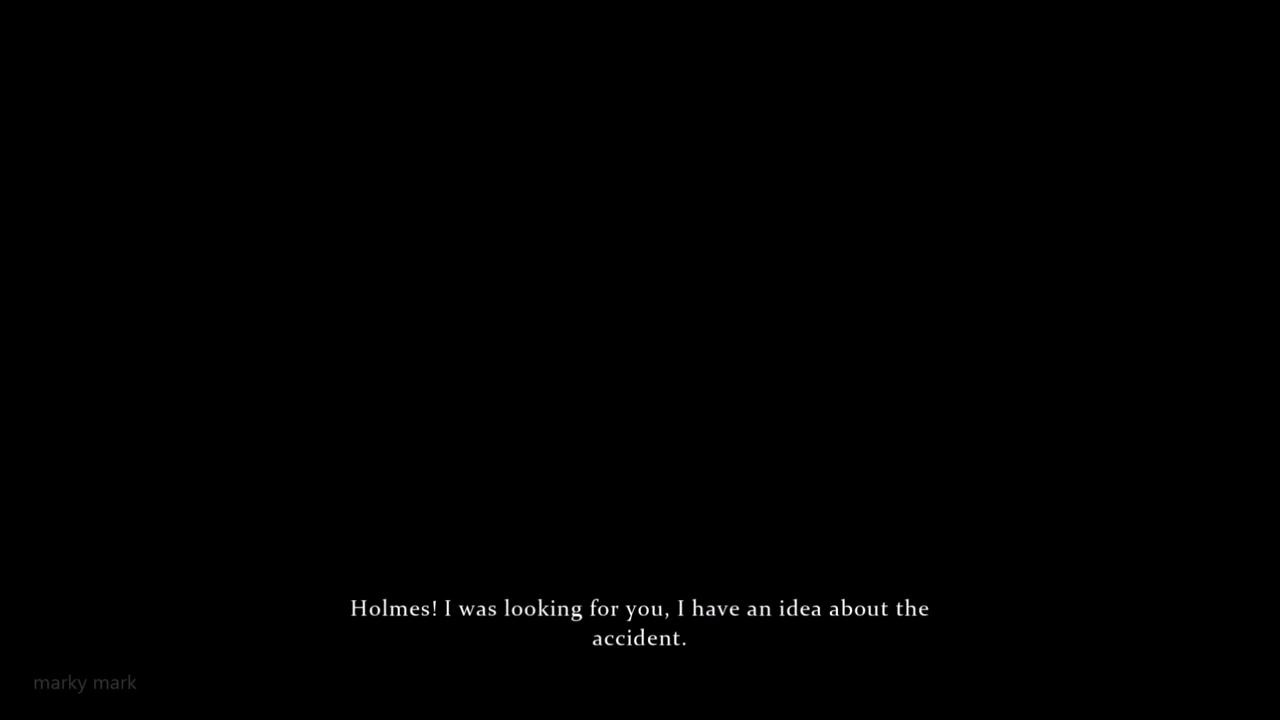 Holmes! I was looking for you, I have an idea about the
accident.
marky mark